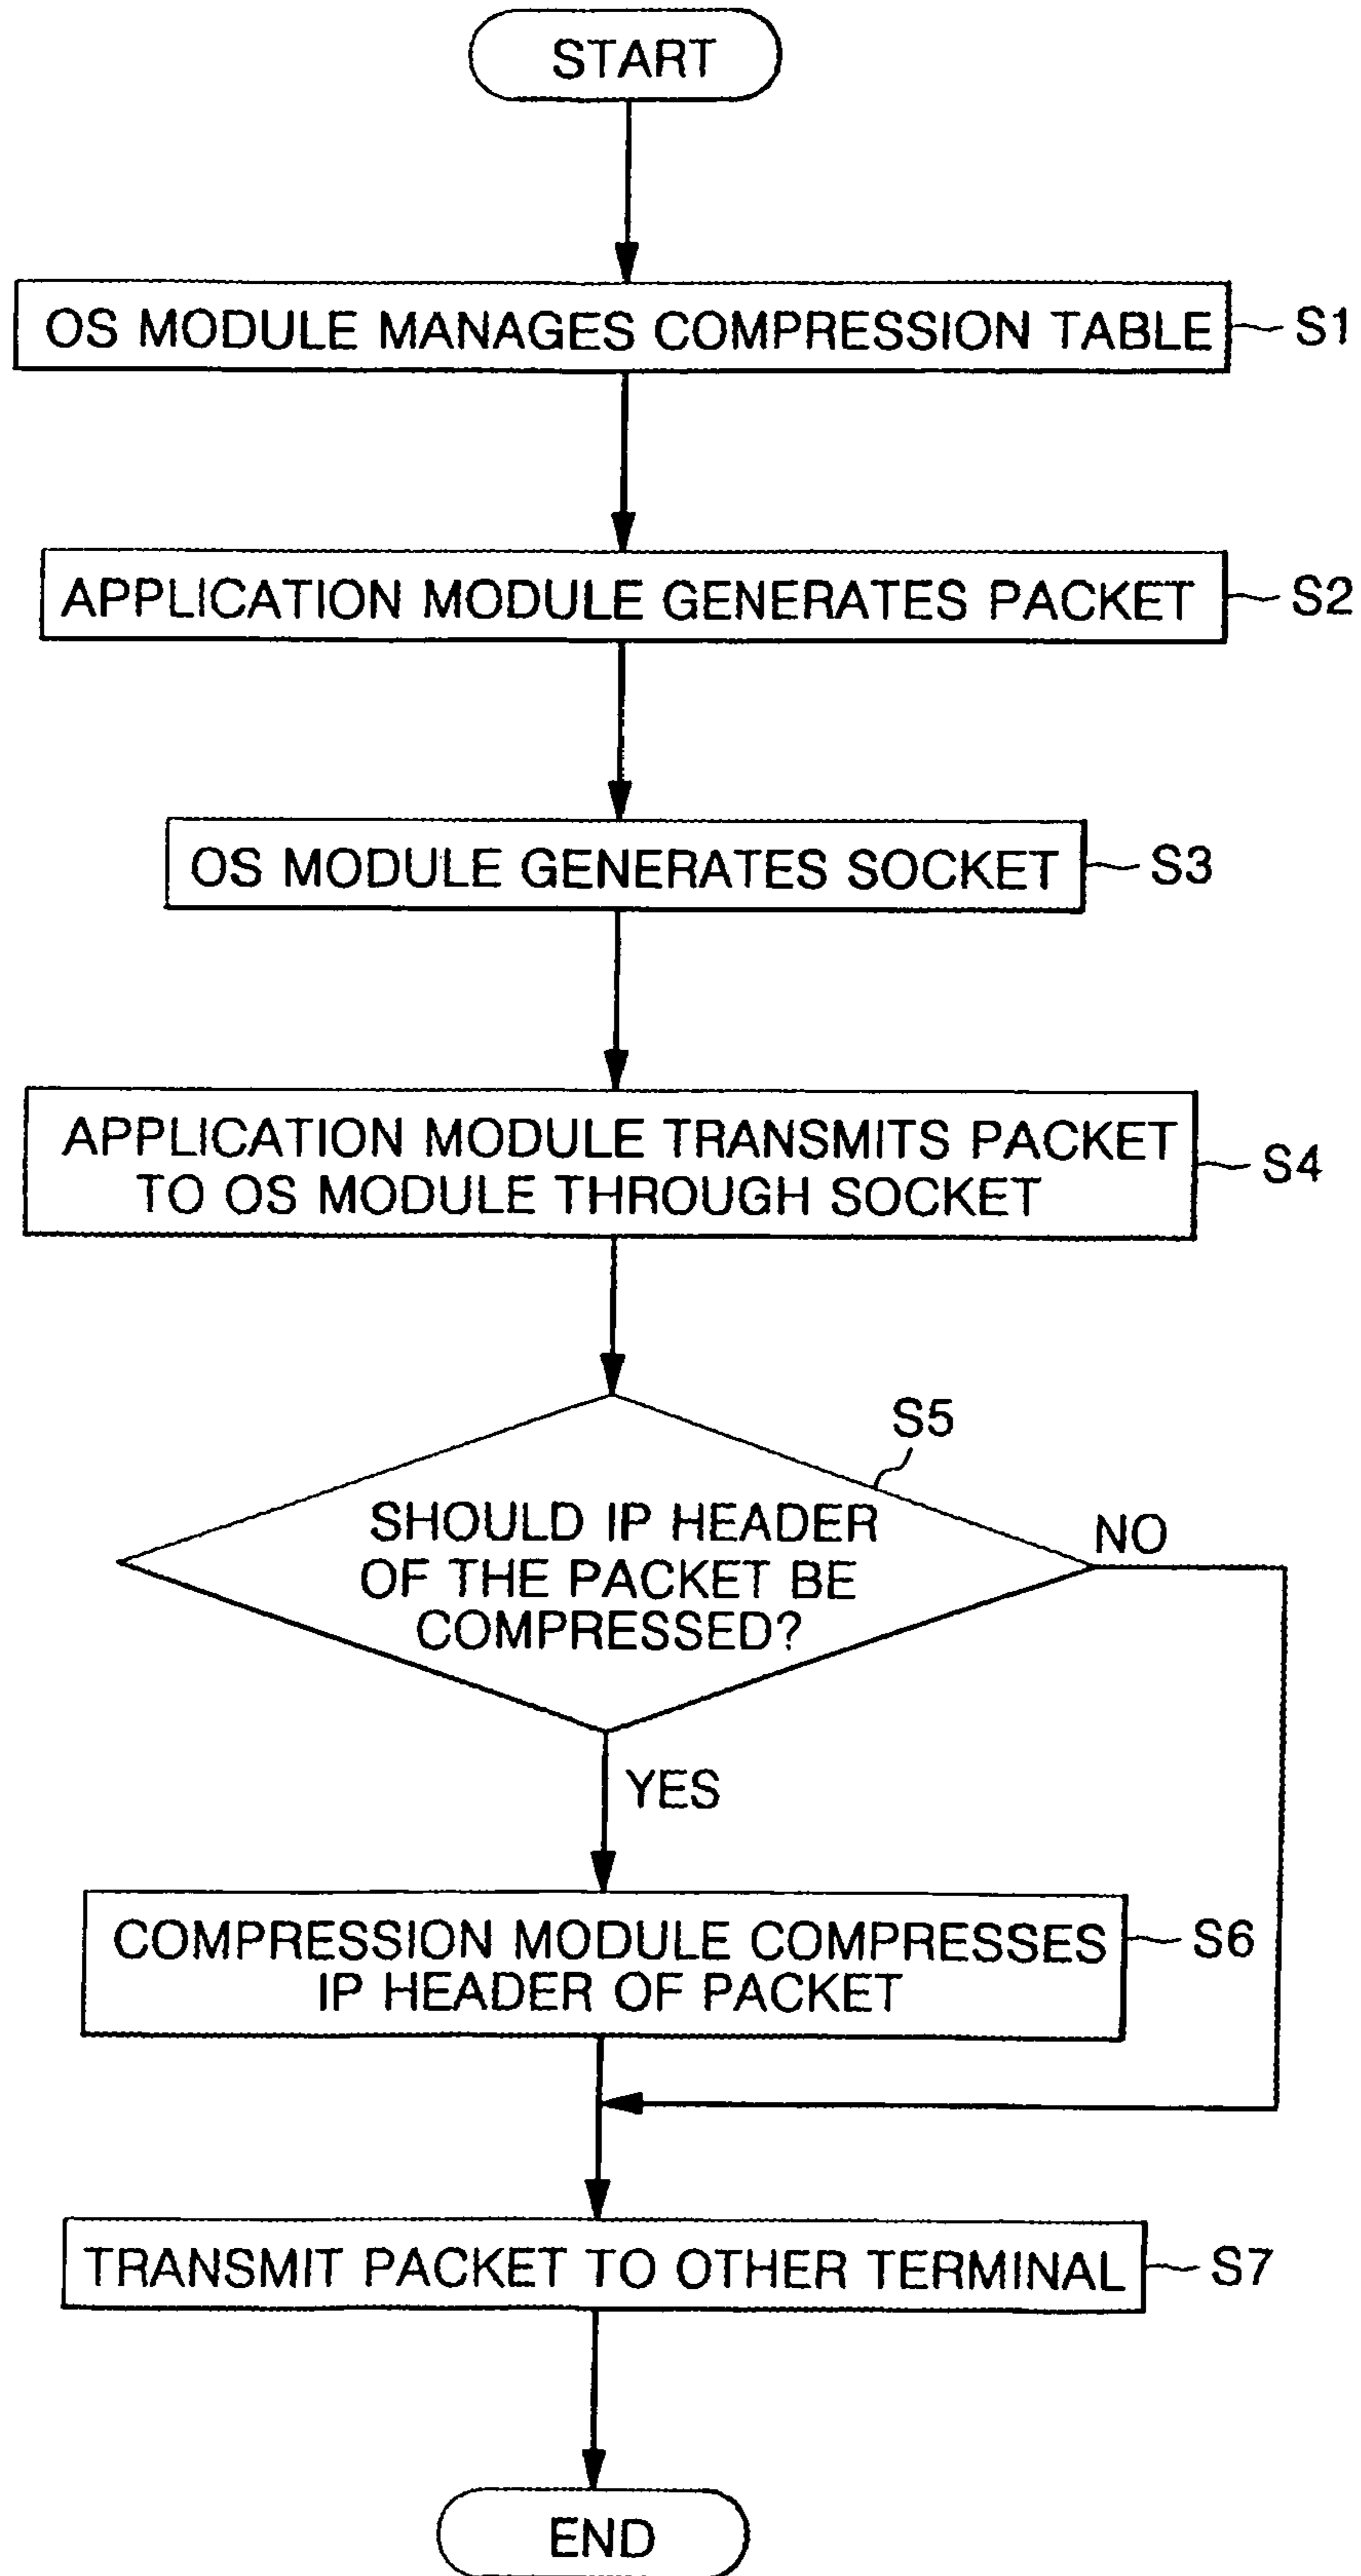 START
OS MODULE MANAGES COMPRESSION TABLE
S1
APPLICATION MODULE GENERATES PACKET
S2
OS MODULE GENERATES SOCKET
S3
APPLICATION MODULE TRANSMITS PACKET
TO OS MODULE THROUGH SOCKET
S4
S5
SHOULD IP HEADER
OF THE PACKET BE
COMPRESSED?
NO
YES
COMPRESSION MODULE COMPRESSES
IP HEADER OF PACKET
S6
TRANSMIT PACKET TO OTHER TERMINAL
S7
END